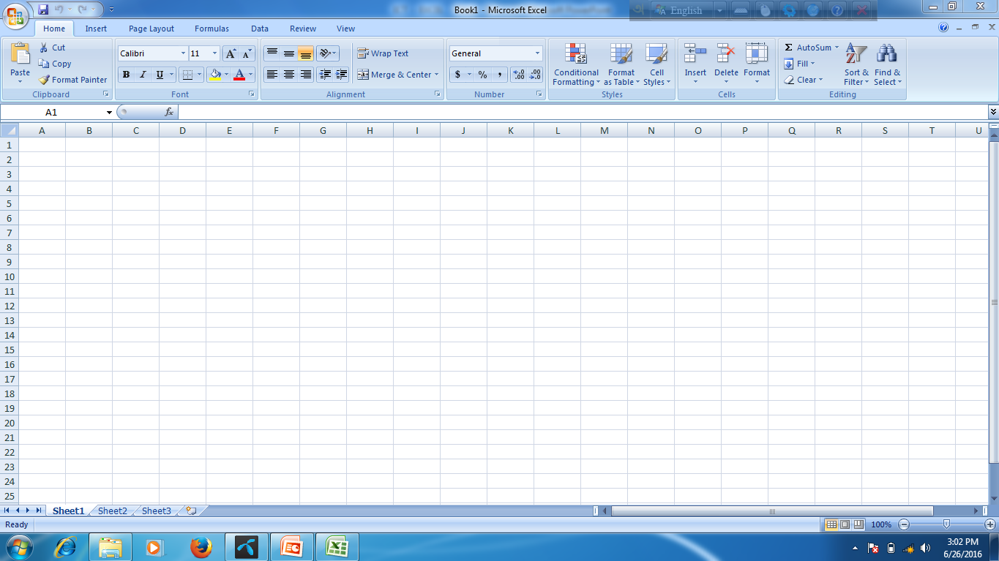 Book1 - Microsoft Excel
English
Home Insert Page Layout Formulas Data Review View
Paste
Cut
Copy
Format Painter
Clipboard
Calibri 11
B I U
Font
Wrap Text
Merge & Center
Alignment
General
$ % ,
Number
Conditional Formatting
Format as Table
Cell Styles
Styles
Insert Delete Format
Cells
Σ AutoSum
Fill
Clear
Sort & Filter
Find & Select
Editing
A1 fx
A B C D E F G H I J K L M N O P Q R S T U
1
2
3
4
5
6
7
8
9
10
11
12
13
14
15
16
17
18
19
20
21
22
23
24
25
Sheet1 Sheet2 Sheet3
Ready 100%
3:02 PM
6/26/2016